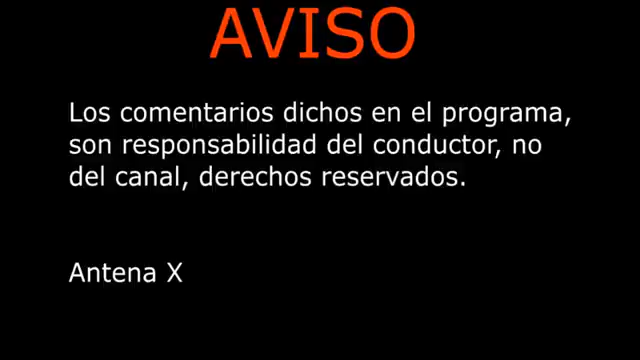 AVISO
Los comentarios dichos en el programa,
son responsabilidad del conductor, no
del canal, derechos reservados.
Antena X